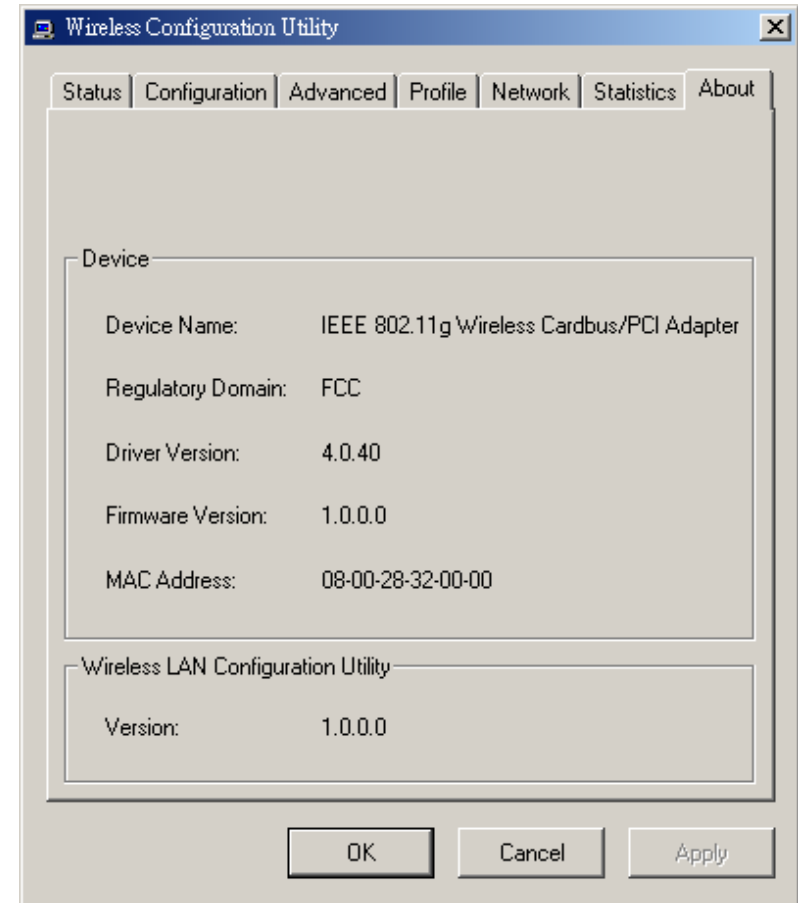 Wireless Configuration Utility
Status Configuration Advanced Profile Network Statistics About
Device
Device Name: IEEE 802.11g Wireless Cardbus/PCI Adapter
Regulatory Domain: FCC
Driver Version: 4.0.40
Firmware Version: 1.0.0.0
MAC Address: 08-00-28-32-00-00
Wireless LAN Configuration Utility
Version: 1.0.0.0
OK Cancel Apply